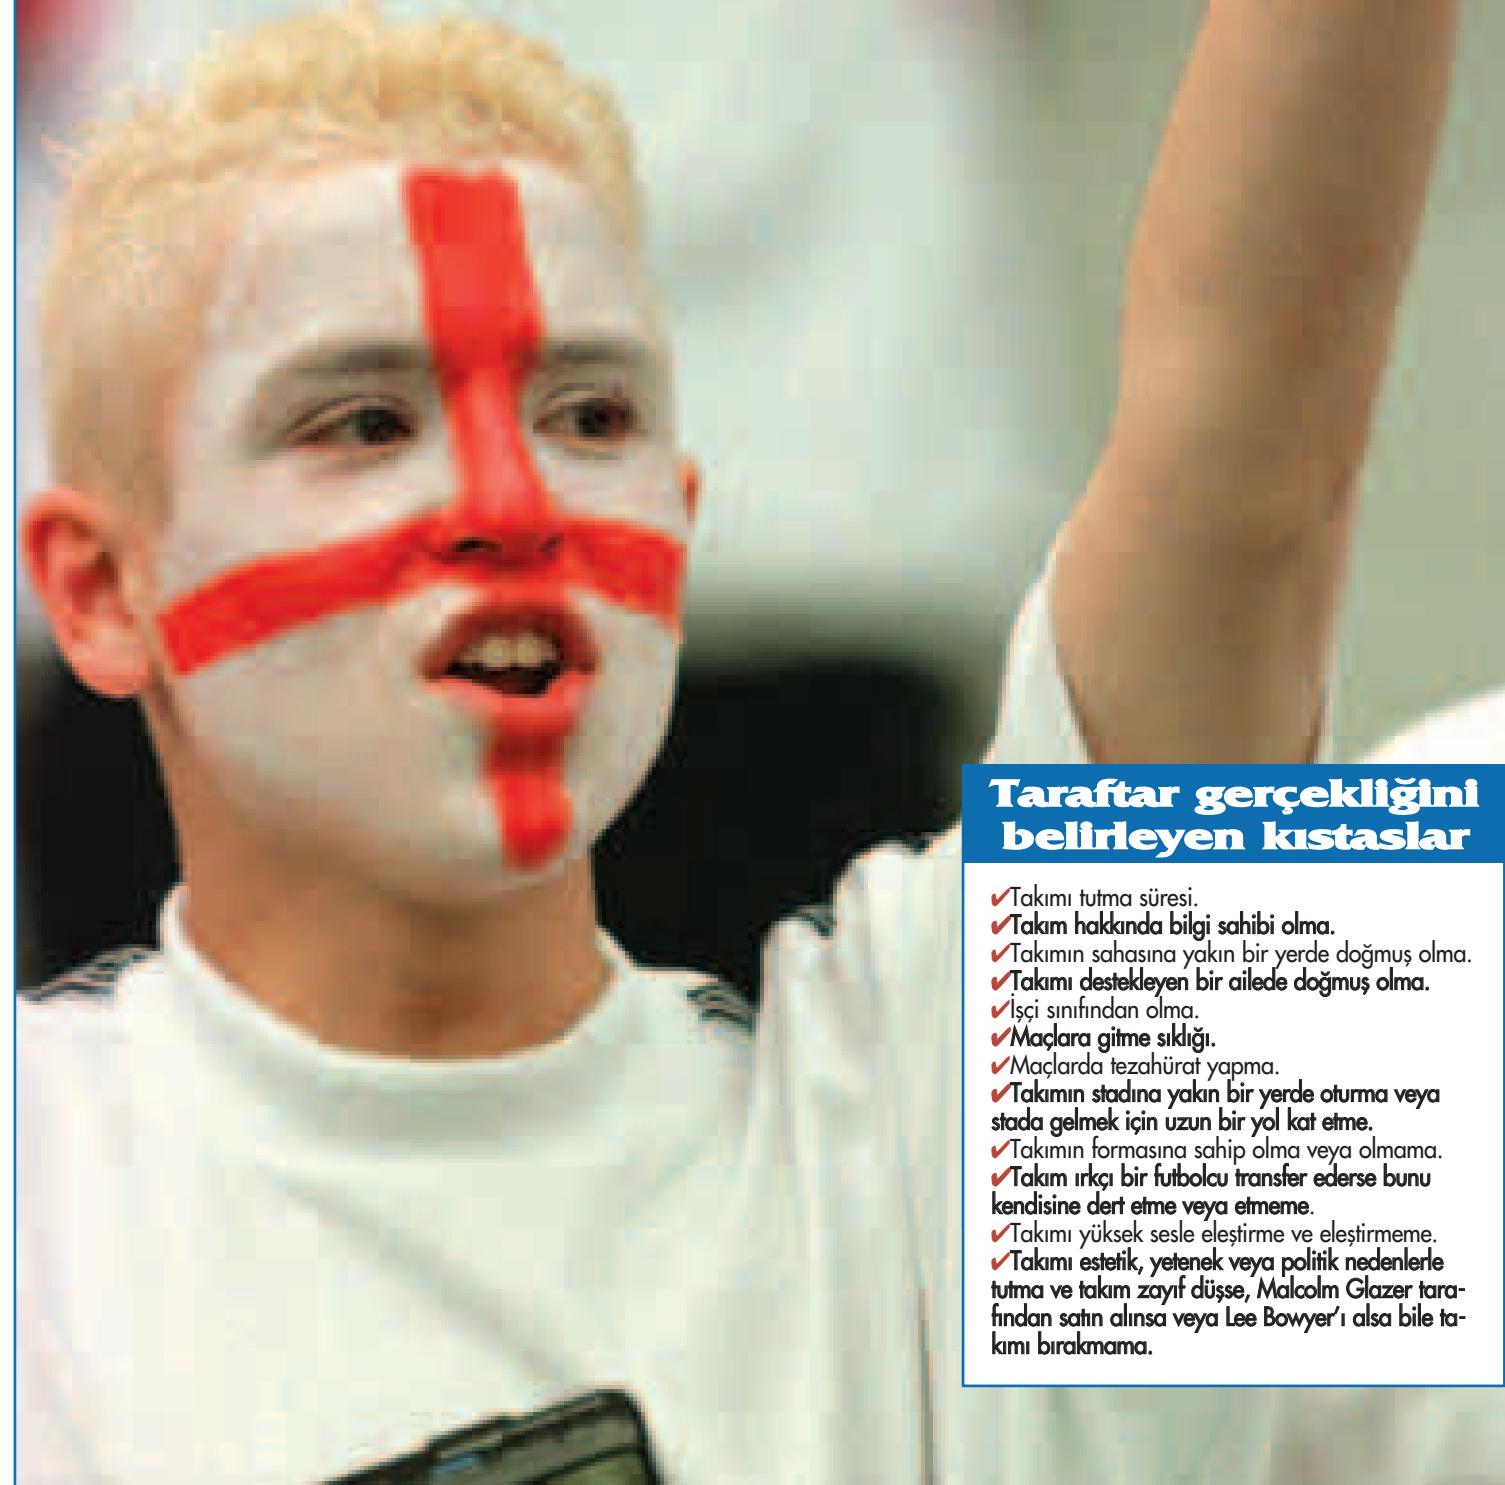 Taraftar gerçekliğini
belirleyen kıstaslar
✔Takımı tutma süresi.
✔Takım hakkında bilgi sahibi olma.
✔Takımın sahasına yakın bir yerde doğmuş olma.
✔Takımı destekleyen bir ailede doğmuş olma.
✔İşçi sınıfından olma.
✔Maçlara gitme sıklığı.
✔Maçlarda tezahürat yapma.
✔Takımın stadına yakın bir yerde oturma veya
stada gelmek için uzun bir yol kat etme.
✔Takımın formasına sahip olma veya olmama.
✔Takım ırkçı bir futbolcu transfer ederse bunu
kendisine dert etme veya etmeme.
✔Takımı yüksek sesle eleştirme ve eleştirmeme.
✔Takımı estetik, yetenek veya politik nedenlerle
tutma ve takım zayıf düşse, Malcolm Glazer tara-
fından satın alınsa veya Lee Bowyer’ı alsa bile ta-
kımı bırakmama.